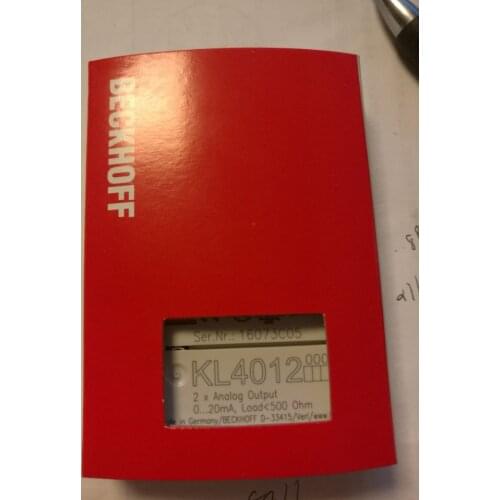 BECKHOFF
Ser.Nr.: 16073C05
KL4012 000
2 x Analog Output
0...20mA, Load<500 Ohm
in Germany/BECKHOFF D-33415/Verl/www